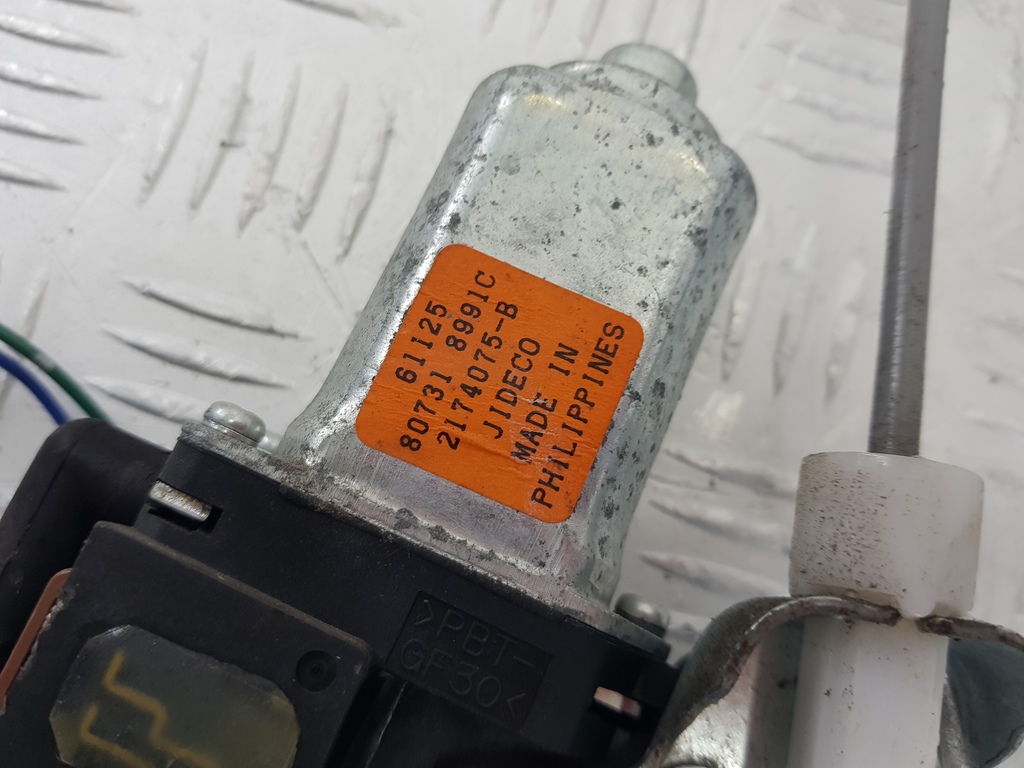 61125
80731 8991C
2174075-B
JIDECO
MADE IN
PHILIPPINES
>PBT-
GF30<